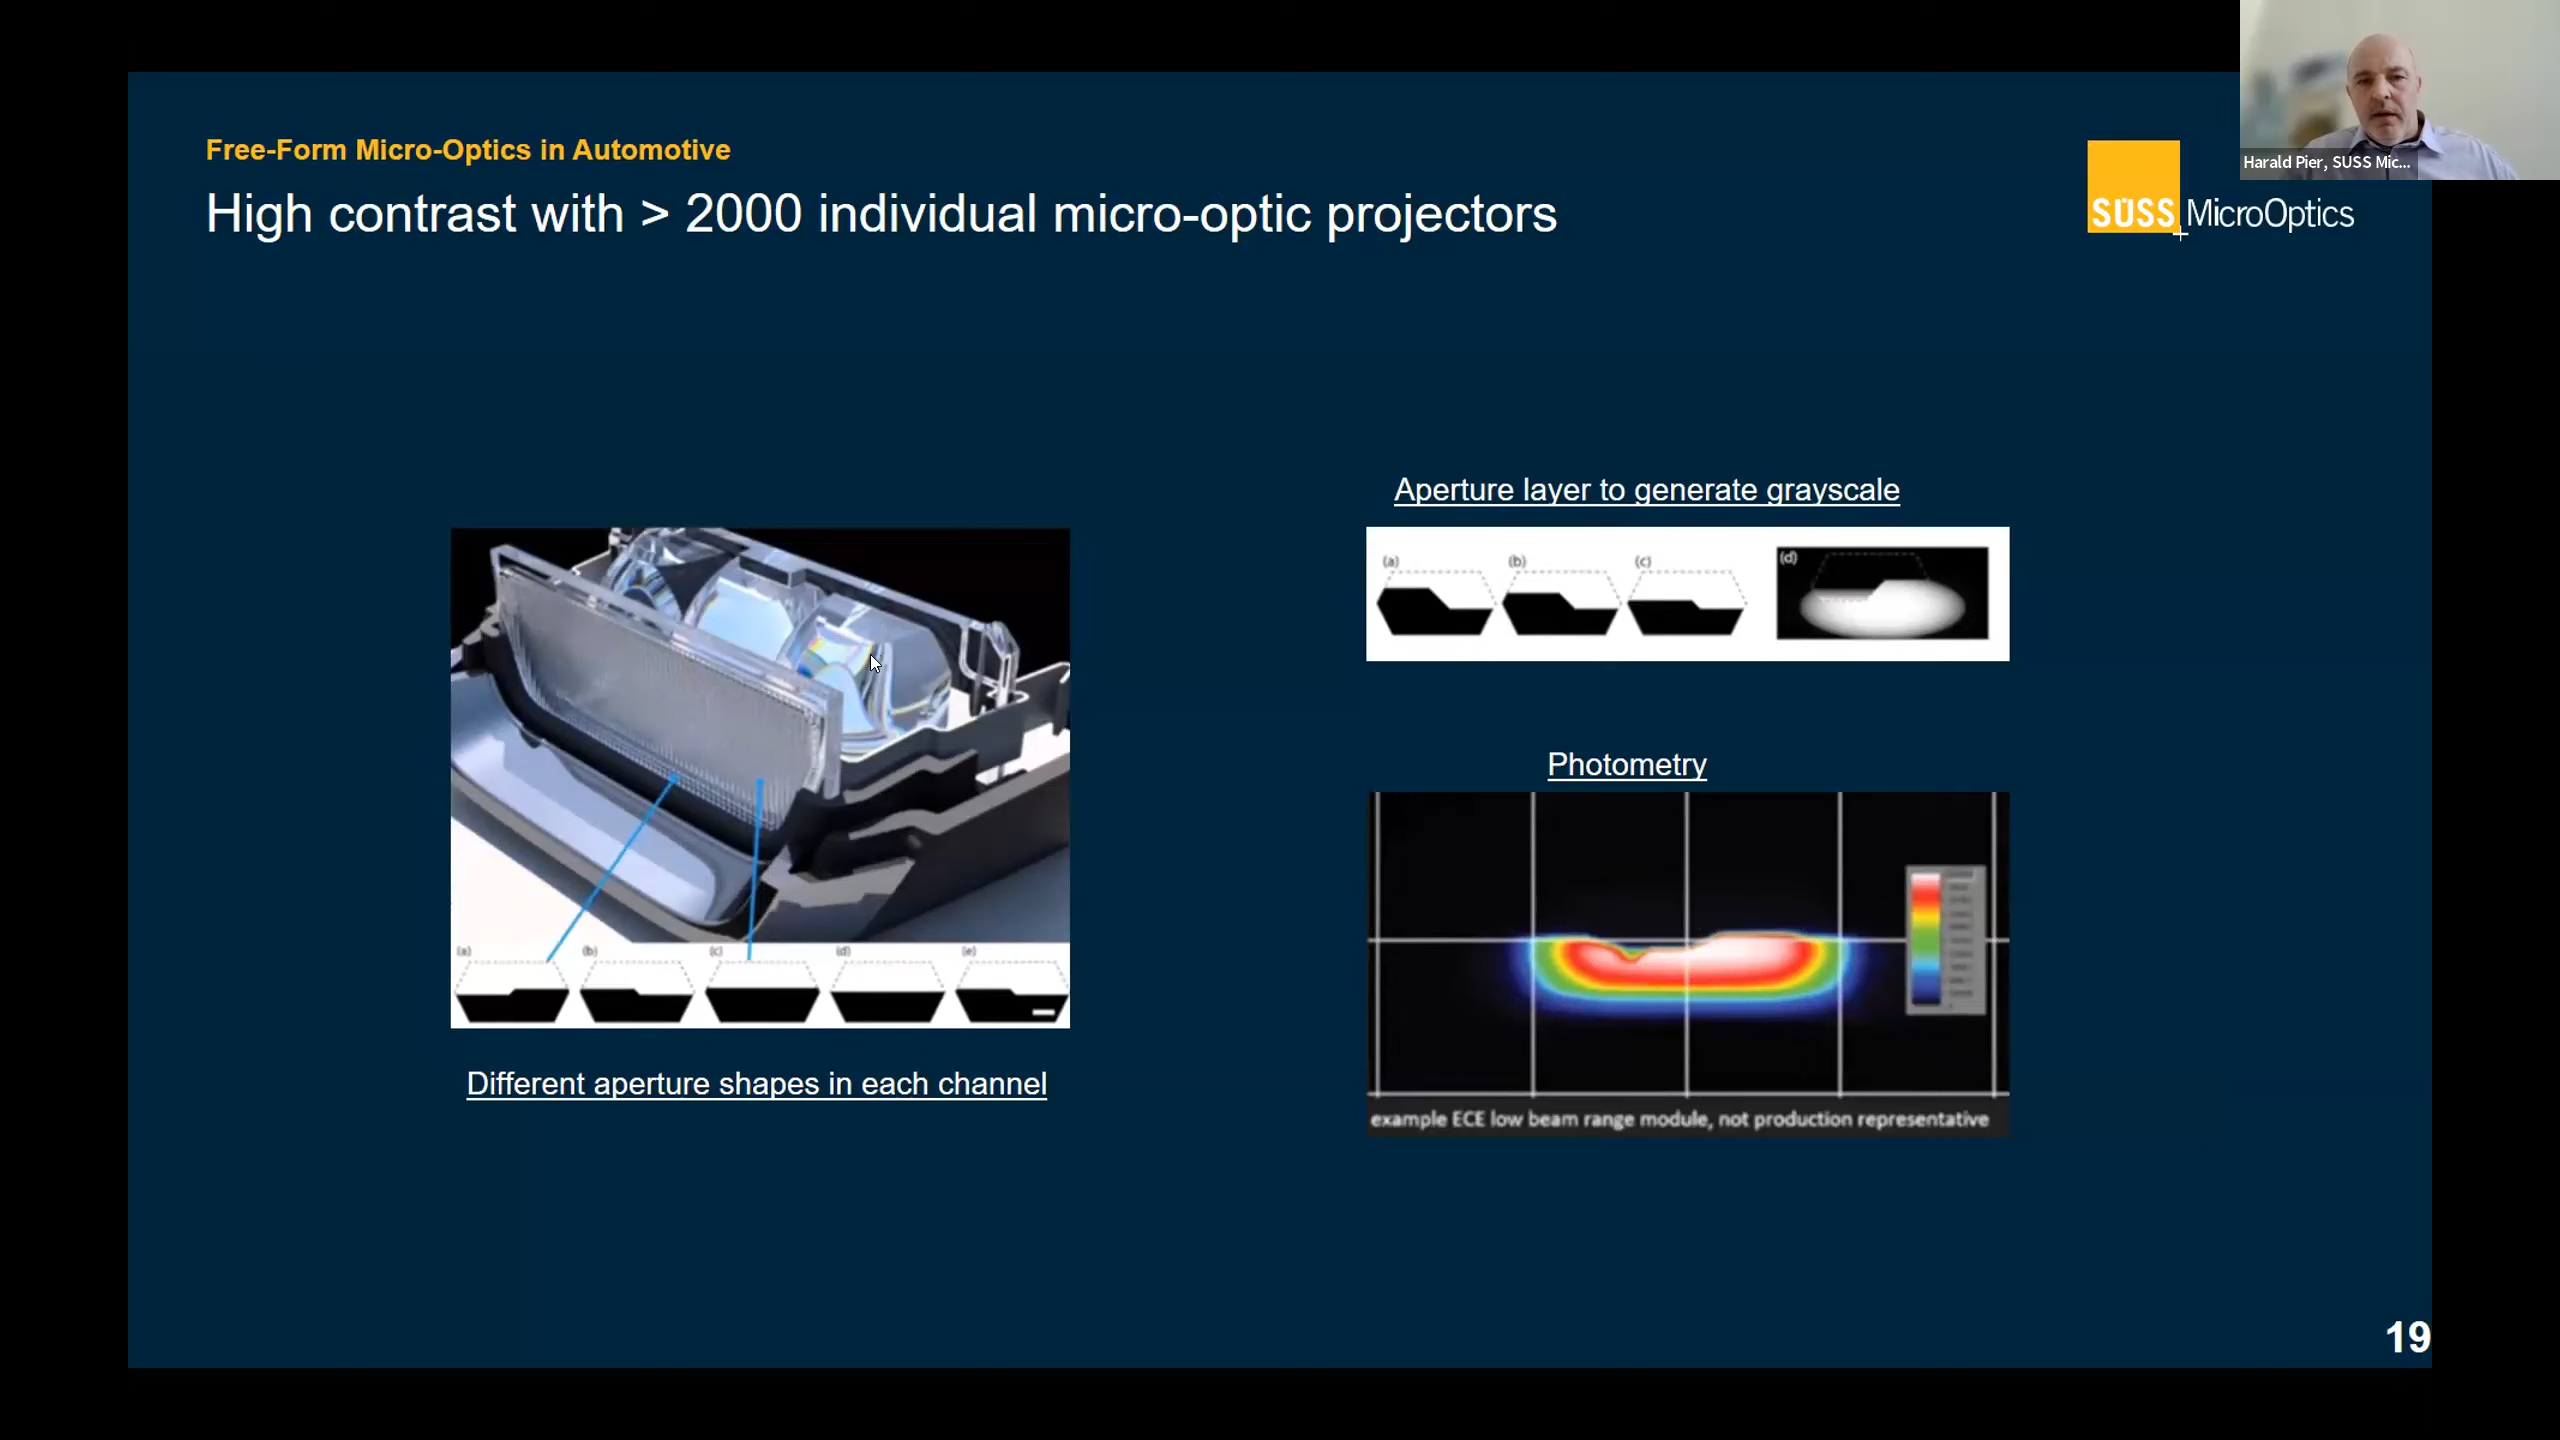 Harald Pier, SUSS Mic...
Free-Form Micro-Optics in Automotive
High contrast with > 2000 individual micro-optic projectors
SUSS MicroOptics
Aperture layer to generate grayscale
(a) (b) (c) (d)
Photometry
(a) (b) (c) (d) (e)
Different aperture shapes in each channel
example ECE low beam range module, not production representative
19